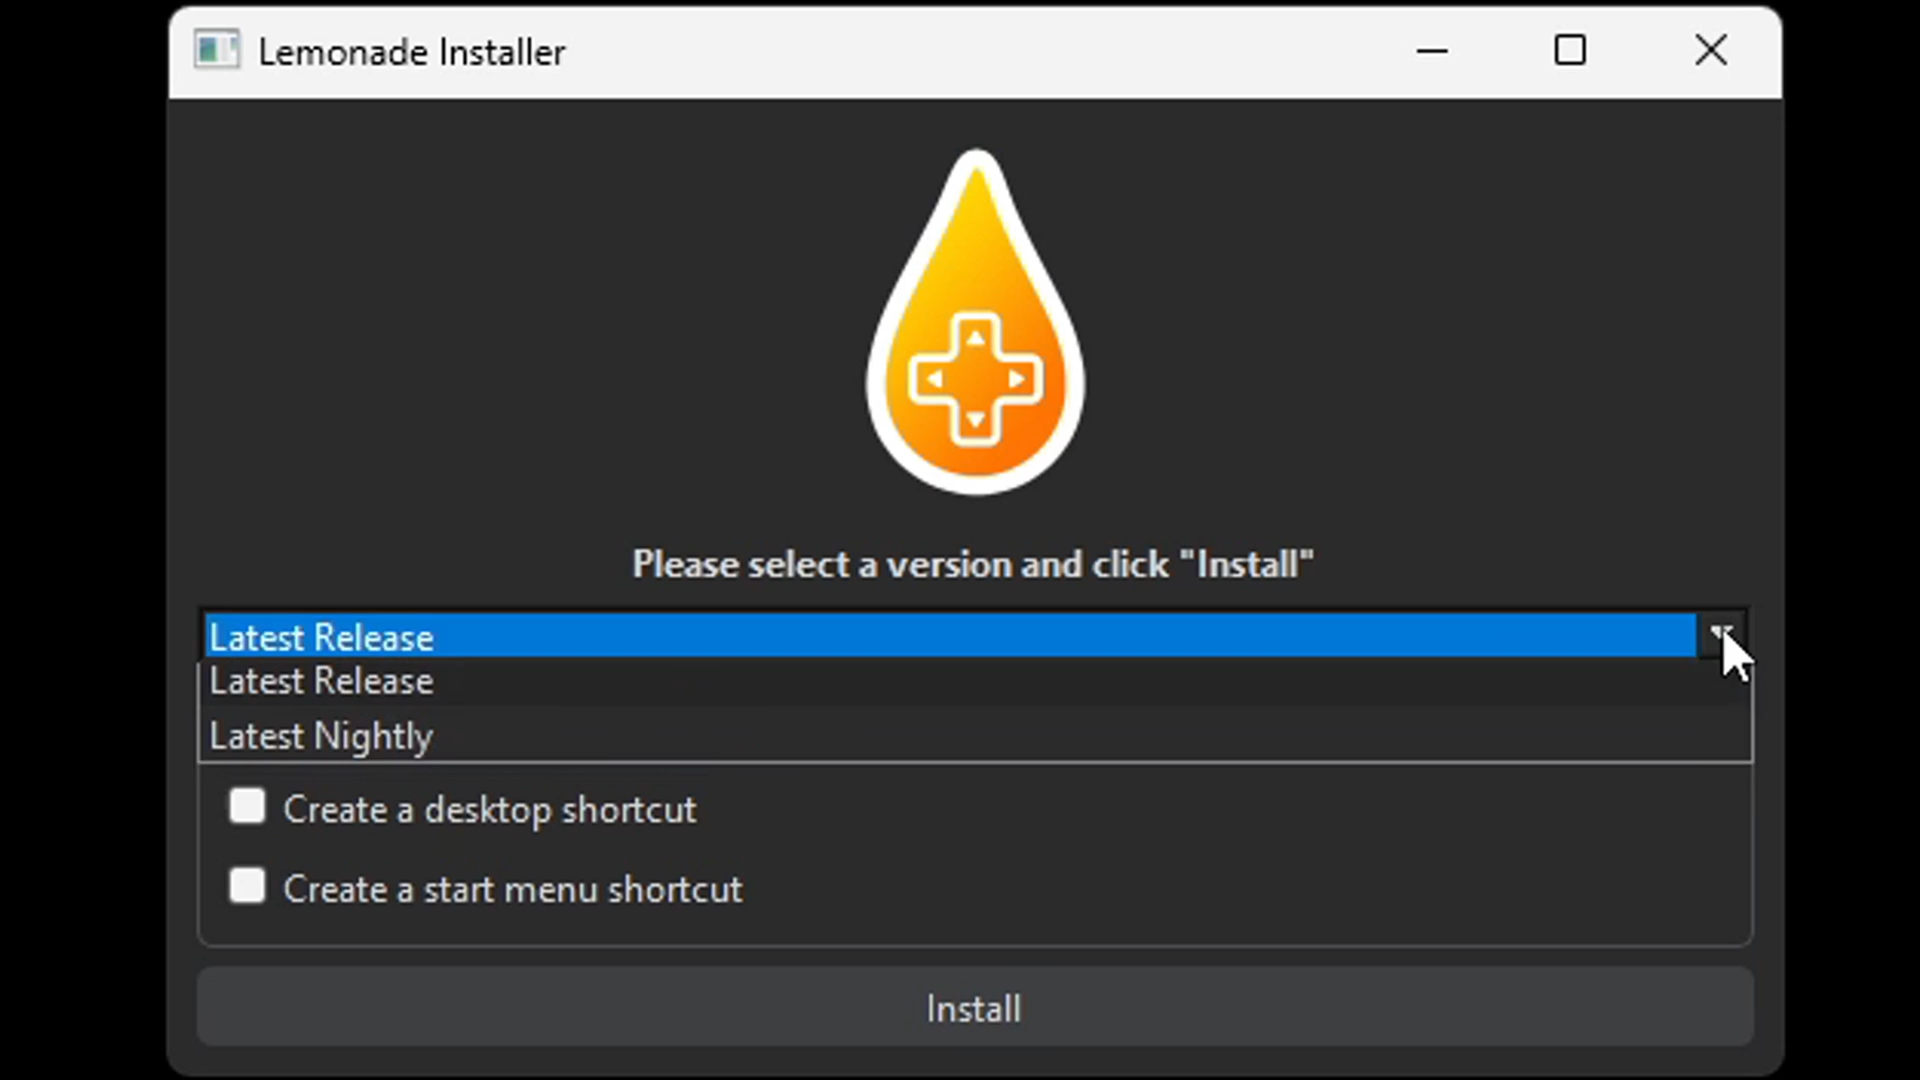 Lemonade Installer
Please select a version and click "Install"
Latest Release
Latest Release
Latest Nightly
Create a desktop shortcut
Create a start menu shortcut
Install